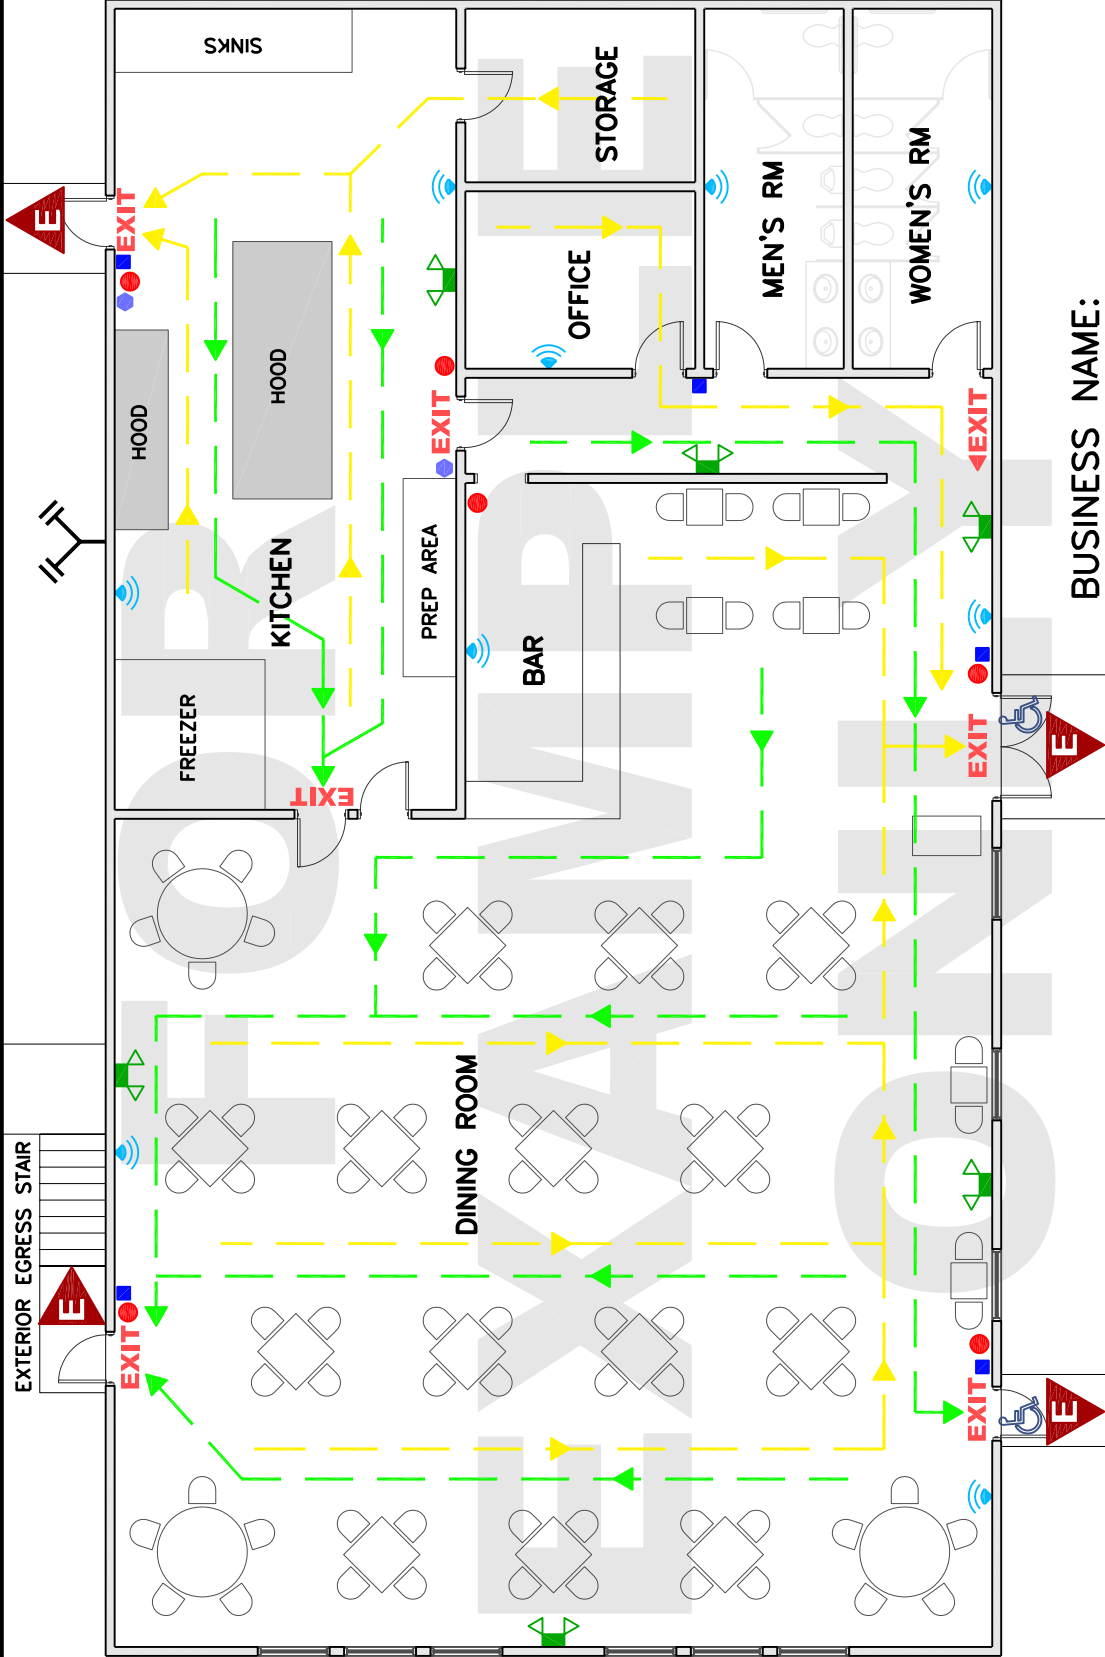 SINKS
STORAGE
MEN'S RM
WOMEN'S RM
E
EXIT
OFFICE
HOOD
HOOD
EXIT
EXIT
BUSINESS NAME:
KITCHEN
PREP AREA
BAR
FREEZER
EXIT
EXIT
E
DINING ROOM
EXTERIOR EGRESS STAIR
E
EXIT
EXIT
E
FOR
EXAMPLE
ONLY